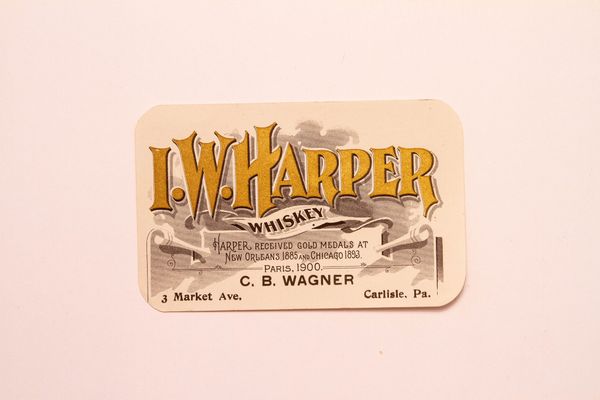 I.W. HARPER
WHISKEY
HARPER RECEIVED GOLD MEDALS AT
NEW ORLEANS 1885 AND CHICAGO 1893.
PARIS, 1900.
C. B. WAGNER
3 Market Ave. Carlisle, Pa.